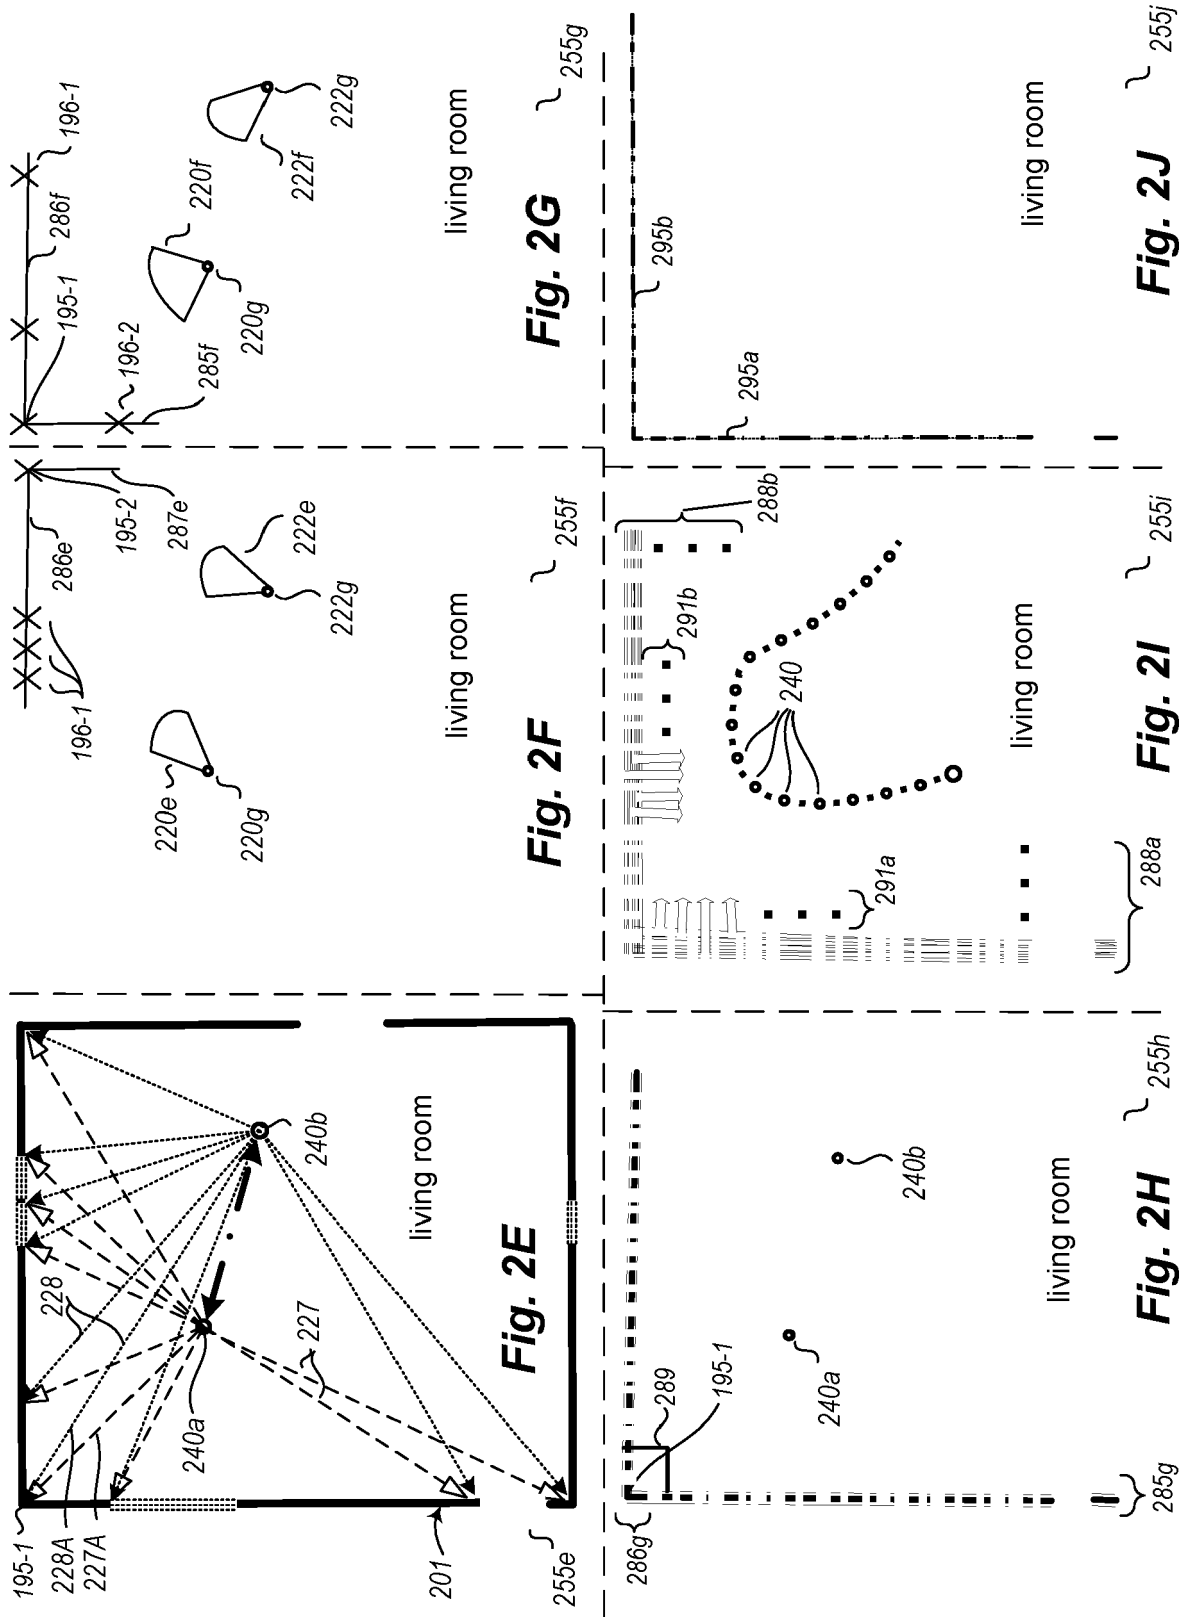 195-1
228A
227A
201
255e
228
240a
227
240b
living room
Fig. 2E
286e
196-1
195-2
287e
220e
220g
222e
222g
living room
255f
Fig. 2F
195-1
286f
196-1
196-2
285f
220f
220g
222f
222g
living room
255g
Fig. 2G
286g
285g
289
195-1
240a
240b
living room
255h
Fig. 2H
288a
291a
291b
288b
240
living room
255i
Fig. 2I
295a
295b
living room
255j
Fig. 2J